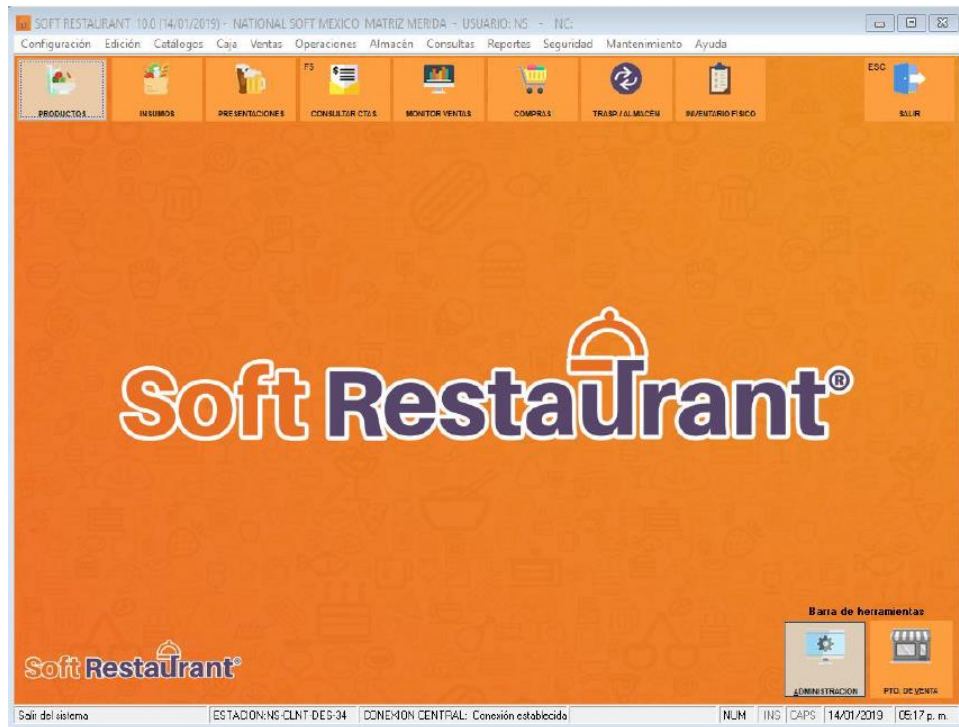 SOFT RESTAURANT 10.0 (14/01/2019) - NATIONAL SOFT MEXICO MATRIZ MERIDA - USUARIO: NS - NC:
Configuración Edición Catálogos Caja Ventas Operaciones Almacén Consultas Reportes Seguridad Mantenimiento Ayuda
F5 ESC
PRODUCTOS INSUMOS PRESENTACIONES CONSULTAR CTAS. MONITOR VENTAS COMPRAS TRASP. / ALMACÉN INVENTARIO FISICO SALIR
Soft Restaurant®
Barra de herramientas
Soft Restaurant®
ADMINISTRACION PTO. DE VENTA
Salir del sistema ESTACION:NS-CLNT-DES-34 CONEXION CENTRAL: Conexión establecida NUM INS CAPS 14/01/2019 05:17 p. m.